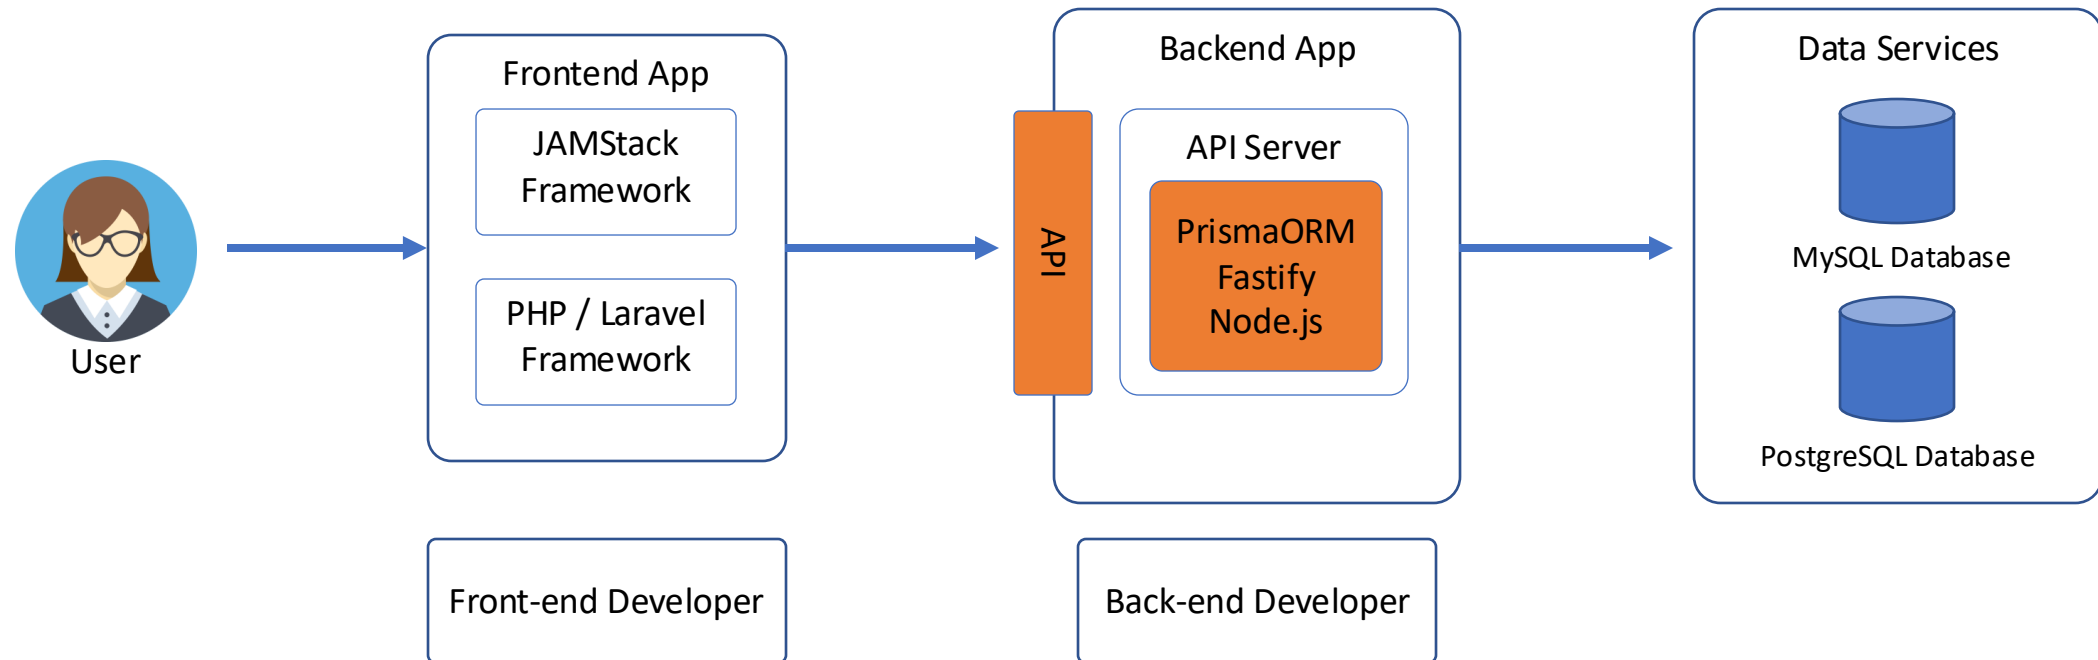 User
Frontend App
JAMStack
Framework
PHP / Laravel
Framework
Front-end Developer
API
Backend App
API Server
PrismaORM
Fastify
Node.js
Back-end Developer
Data Services
MySQL Database
PostgreSQL Database